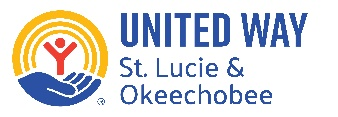 UNITED WAY
St. Lucie &
Okeechobee
®